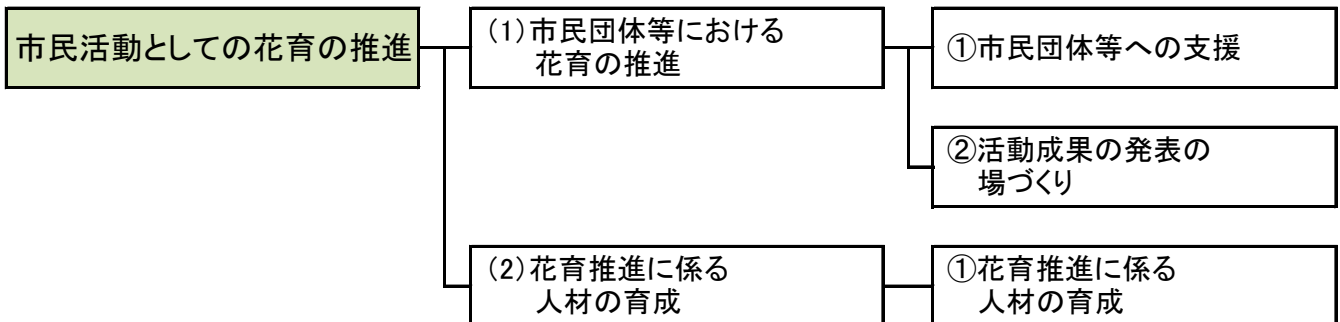 市民活動としての花育の推進
(1)市民団体等における
花育の推進
①市民団体等への支援
②活動成果の発表の
場づくり
(2)花育推進に係る
人材の育成
①花育推進に係る
人材の育成